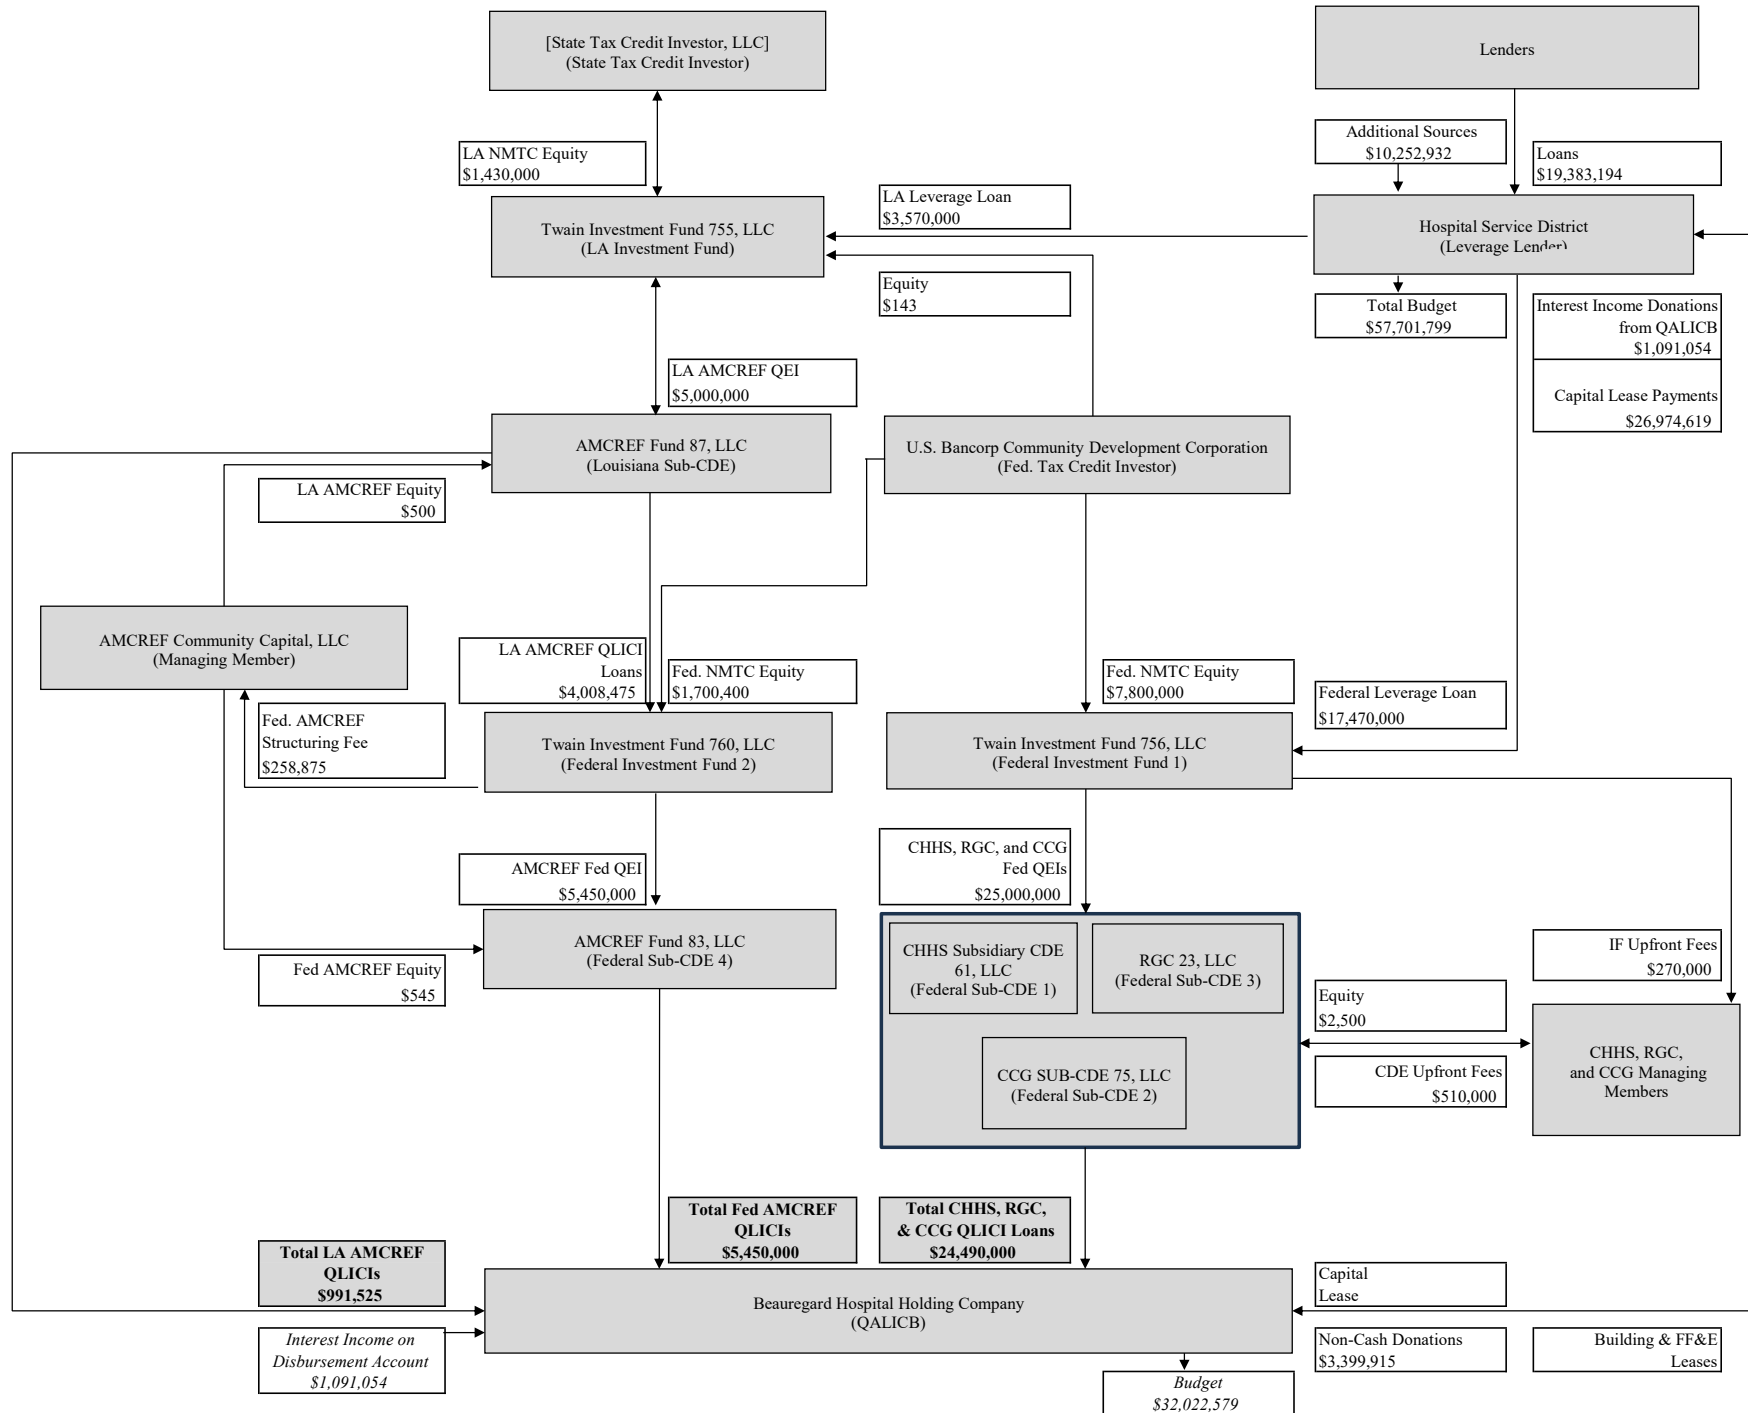 [State Tax Credit Investor, LLC]
(State Tax Credit Investor)
Lenders
Additional Sources
$10,252,932
Loans
$19,383,194
LA NMTC Equity
$1,430,000
LA Leverage Loan
$3,570,000
Twain Investment Fund 755, LLC
(LA Investment Fund)
Hospital Service District
(Leverage Lender)
Equity
$143
Total Budget
$57,701,799
Interest Income Donations
from QALICB
$1,091,054
Capital Lease Payments
$26,974,619
LA AMCREF QEI
$5,000,000
AMCREF Fund 87, LLC
(Louisiana Sub-CDE)
U.S. Bancorp Community Development Corporation
(Fed. Tax Credit Investor)
LA AMCREF Equity
$500
AMCREF Community Capital, LLC
(Managing Member)
LA AMCREF QLICI
Loans
$4,008,475
Fed. NMTC Equity
$1,700,400
Fed. NMTC Equity
$7,800,000
Federal Leverage Loan
$17,470,000
Fed. AMCREF
Structuring Fee
$258,875
Twain Investment Fund 760, LLC
(Federal Investment Fund 2)
Twain Investment Fund 756, LLC
(Federal Investment Fund 1)
AMCREF Fed QEI
$5,450,000
CHHS, RGC, and CCG
Fed QEIs
$25,000,000
AMCREF Fund 83, LLC
(Federal Sub-CDE 4)
CHHS Subsidiary CDE
61, LLC
(Federal Sub-CDE 1)
RGC 23, LLC
(Federal Sub-CDE 3)
IF Upfront Fees
$270,000
Fed AMCREF Equity
$545
Equity
$2,500
CCG SUB-CDE 75, LLC
(Federal Sub-CDE 2)
CDE Upfront Fees
$510,000
CHHS, RGC,
and CCG Managing
Members
Total Fed AMCREF
QLICIs
$5,450,000
Total CHHS, RGC,
& CCG QLICI Loans
$24,490,000
Total LA AMCREF
QLICIs
$991,525
Beauregard Hospital Holding Company
(QALICB)
Capital
Lease
Interest Income on
Disbursement Account
$1,091,054
Non-Cash Donations
$3,399,915
Building & FF&E
Leases
Budget
$32,022,579